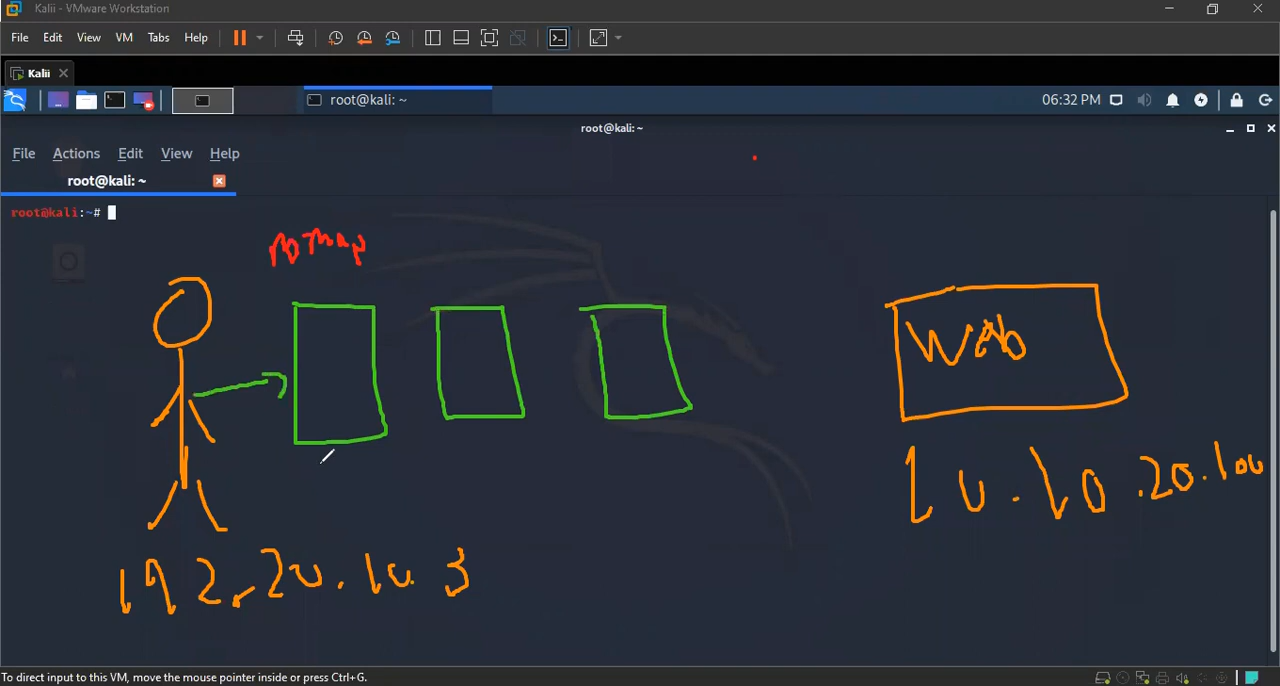 Kalii - VMware Workstation
File Edit View VM Tabs Help
Kalii
root@kali: ~
06:32 PM
root@kali: ~
File Actions Edit View Help
root@kali: ~
root@kali:~#
nmap
Web
10.10.20.100
192.20.10.3
To direct input to this VM, move the mouse pointer inside or press Ctrl+G.